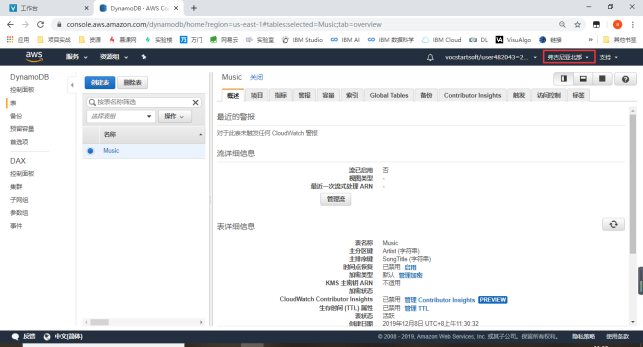 工作台
DynamoDB · AWS Co
console.aws.amazon.com/dynamodb/home?region=us-east-1#tables:selected=Music;tab=overview
应用 项目实战 资源 慕课网 实验楼 万门 网易云 实验室 IBM Studio IBM AI IBM 数据科学 IBM Cloud DL VisuAlgo 链接 » 其他书签
aws 服务 资源组 vocstartsoft/user482043=2... 弗吉尼亚北部 支持
DynamoDB
控制面板
表
备份
预留容量
首选项
DAX
控制面板
集群
子网组
参数组
事件
创建表 删除表
按表名称筛选
选择表组 操作
名称
Music
Music 关闭
概述 项目 指标 警报 容量 索引 Global Tables 备份 Contributor Insights 触发 访问控制 标签
最近的警报
对于此表未触发任何 CloudWatch 警报
流详细信息
流已启用 否
视图类型 -
最近一次流式处理 ARN -
管理流
表详细信息
表名称 Music
主分区键 Artist (字符串)
主排序键 SongTitle (字符串)
时间点恢复 已禁用 启用
加密类型 默认 管理加密
KMS 主密钥 ARN 不适用
加密状态
CloudWatch Contributor Insights 已禁用 管理 Contributor Insights PREVIEW
生存时间 (TTL) 属性 已禁用 管理 TTL
表状态 活跃
创建日期 2019年12月8日 UTC+8上午11:30:32
反馈 中文(简体) © 2008 - 2019, Amazon Web Services, Inc. 或其子公司。保留所有权利。 隐私策略 使用条款